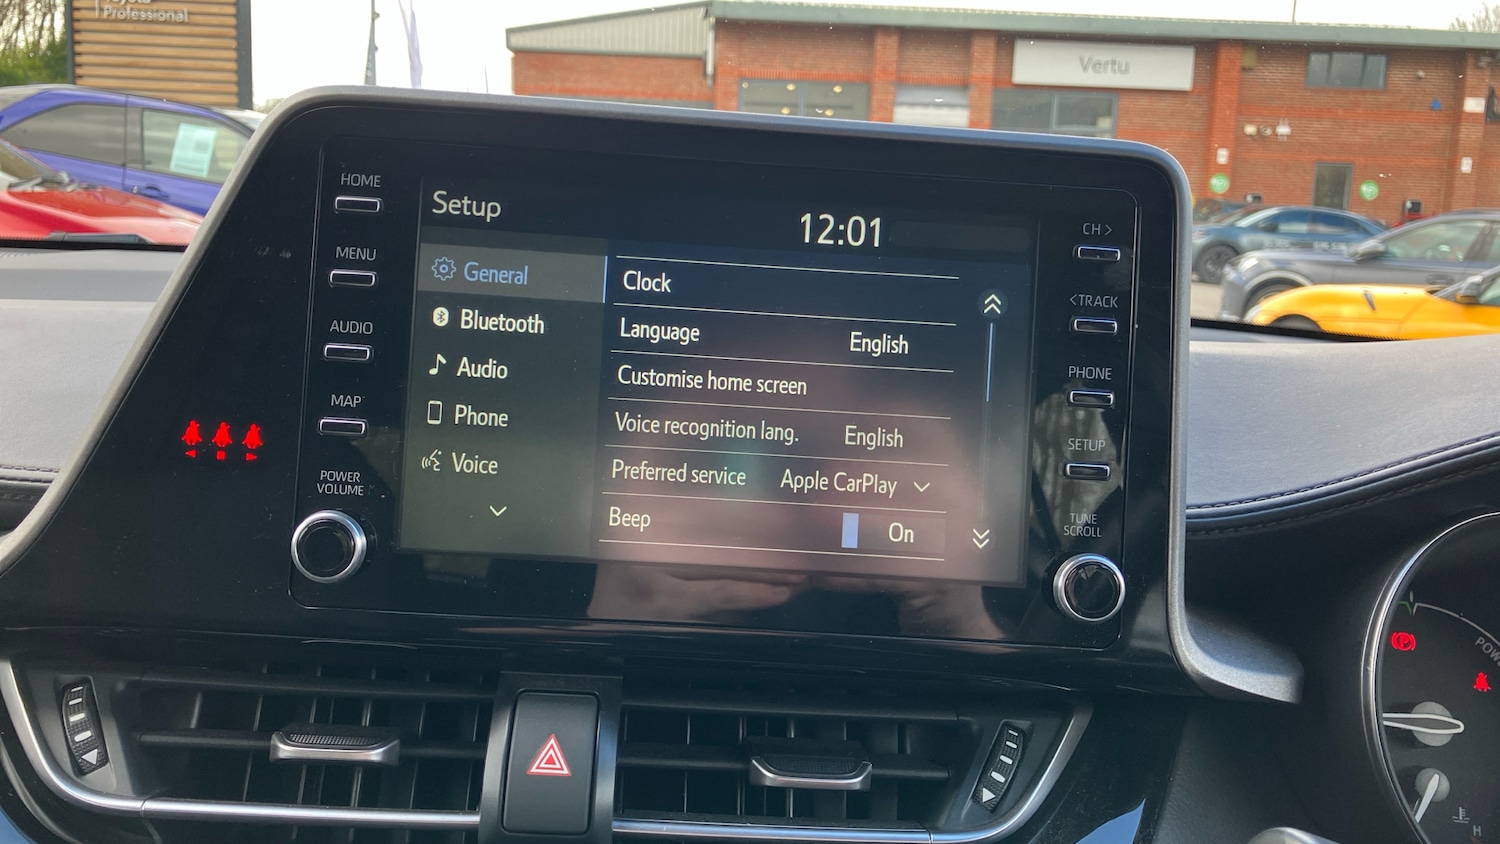 Toyota
Professional
Vertu
HOME
MENU
AUDIO
MAP
POWER
VOLUME
Setup
12:01
General
Bluetooth
Audio
Phone
Voice
Clock
Language English
Customise home screen
Voice recognition lang. English
Preferred service Apple CarPlay
Beep On
CH >
< TRACK
PHONE
SETUP
TUNE
SCROLL
H